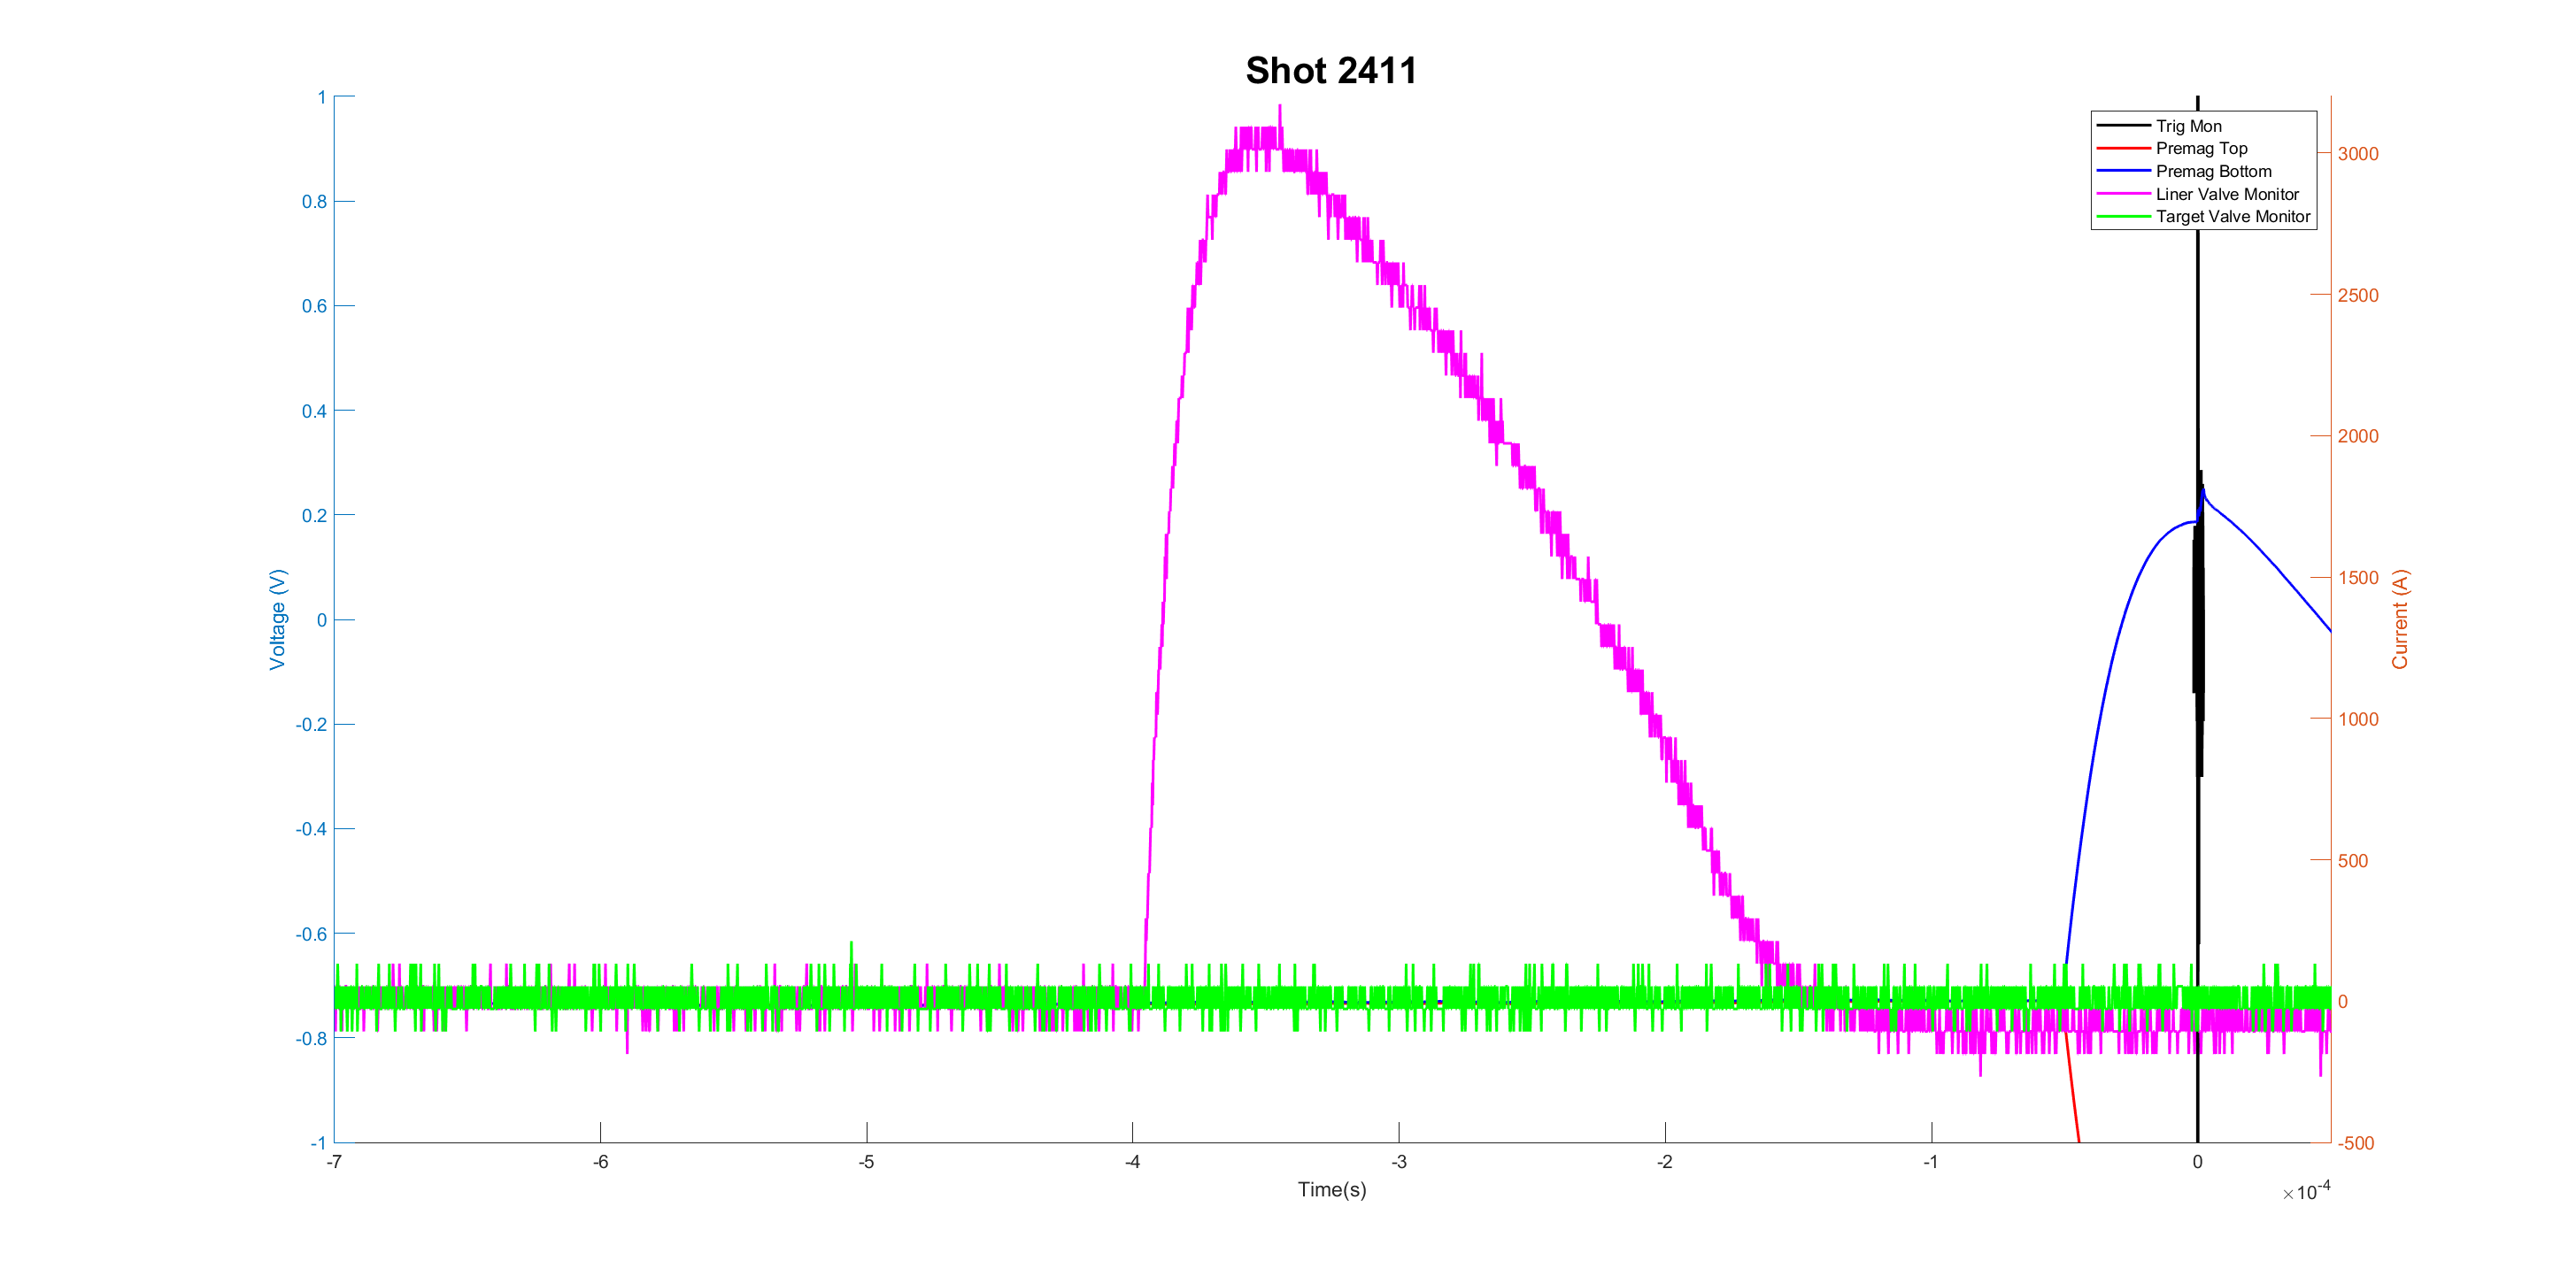 Shot 2411
1
0.8
0.6
0.4
0.2
0
-0.2
-0.4
-0.6
-0.8
-1
Voltage (V)
Trig Mon
Premag Top
Premag Bottom
Liner Valve Monitor
Target Valve Monitor
3000
2500
2000
1500
1000
500
0
-500
Current (A)
-7 -6 -5 -4 -3 -2 -1 0
Time(s)
×10-4